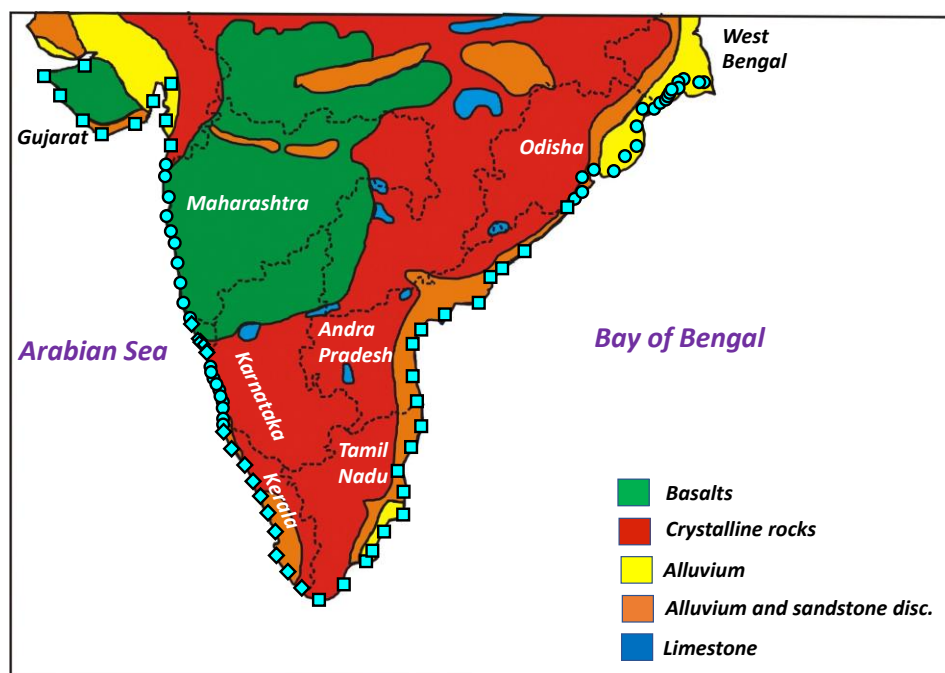 West
Bengal
Gujarat
Odisha
Maharashtra
Arabian Sea
Andra
Pradesh
Bay of Bengal
Karnataka
Tamil
Nadu
Kerala
Basalts
Crystalline rocks
Alluvium
Alluvium and sandstone disc.
Limestone